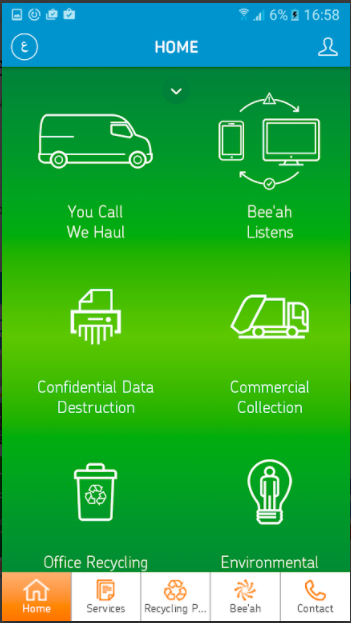 6% 16:58
ع
HOME
You Call
We Haul
Bee'ah
Listens
Confidential Data
Destruction
Commercial
Collection
Office Recycling
Environmental
Home
Services
Recycling P...
Bee'ah
Contact